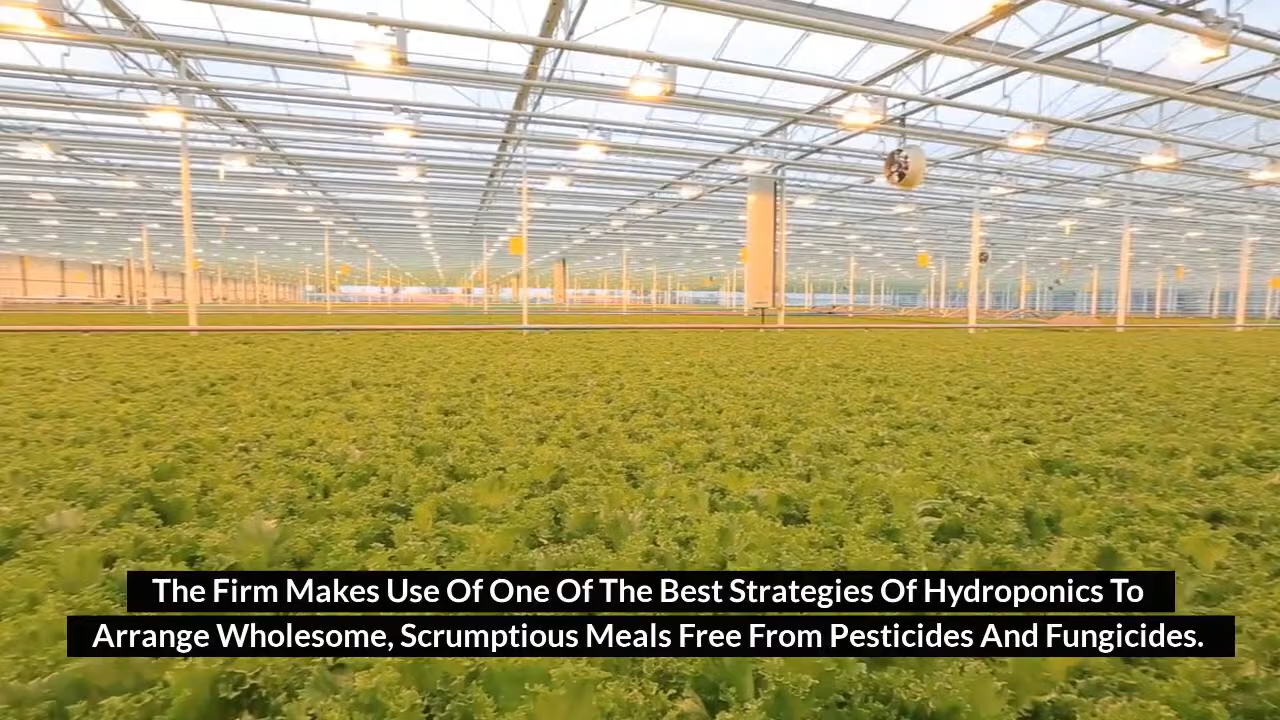 The Firm Makes Use Of One Of The Best Strategies Of Hydroponics To
Arrange Wholesome, Scrumptious Meals Free From Pesticides And Fungicides.